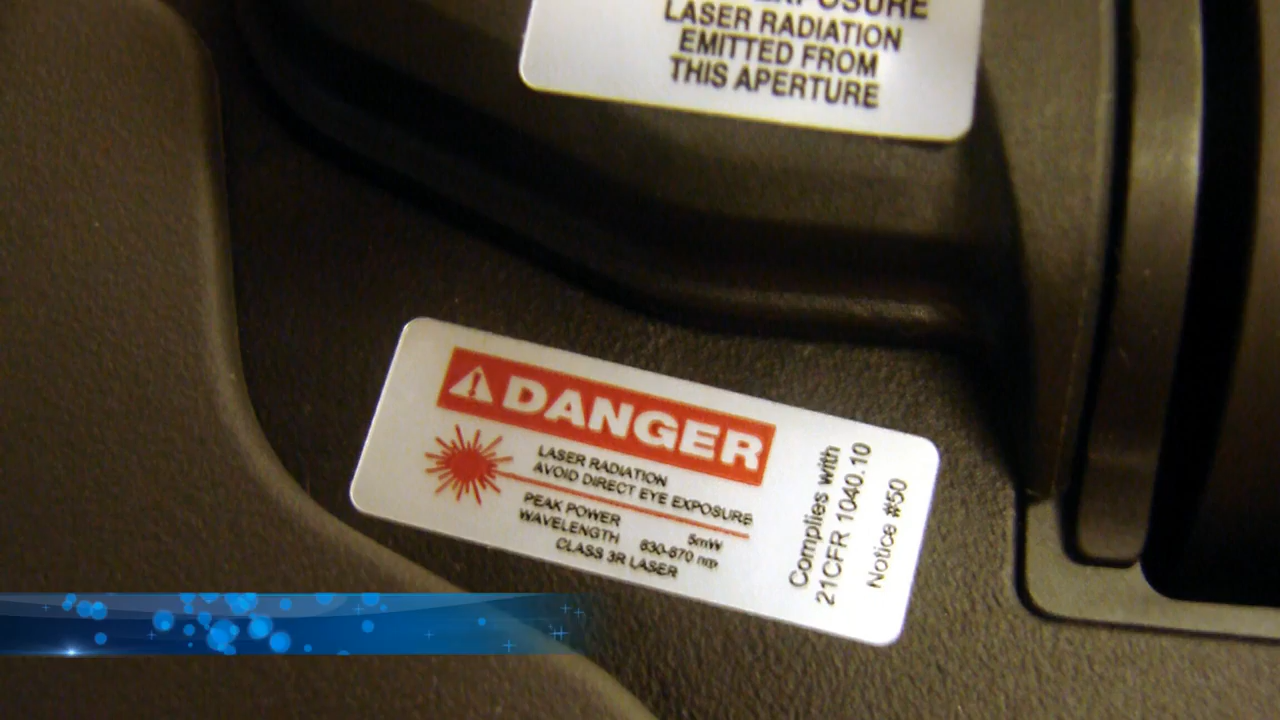 EXPOSURE
LASER RADIATION
EMITTED FROM
THIS APERTURE
DANGER
LASER RADIATION
AVOID DIRECT EYE EXPOSURE
PEAK POWER 5mW
WAVELENGTH 630-670 nm
CLASS 3R LASER
Complies with
21CFR 1040.10
Notice #50